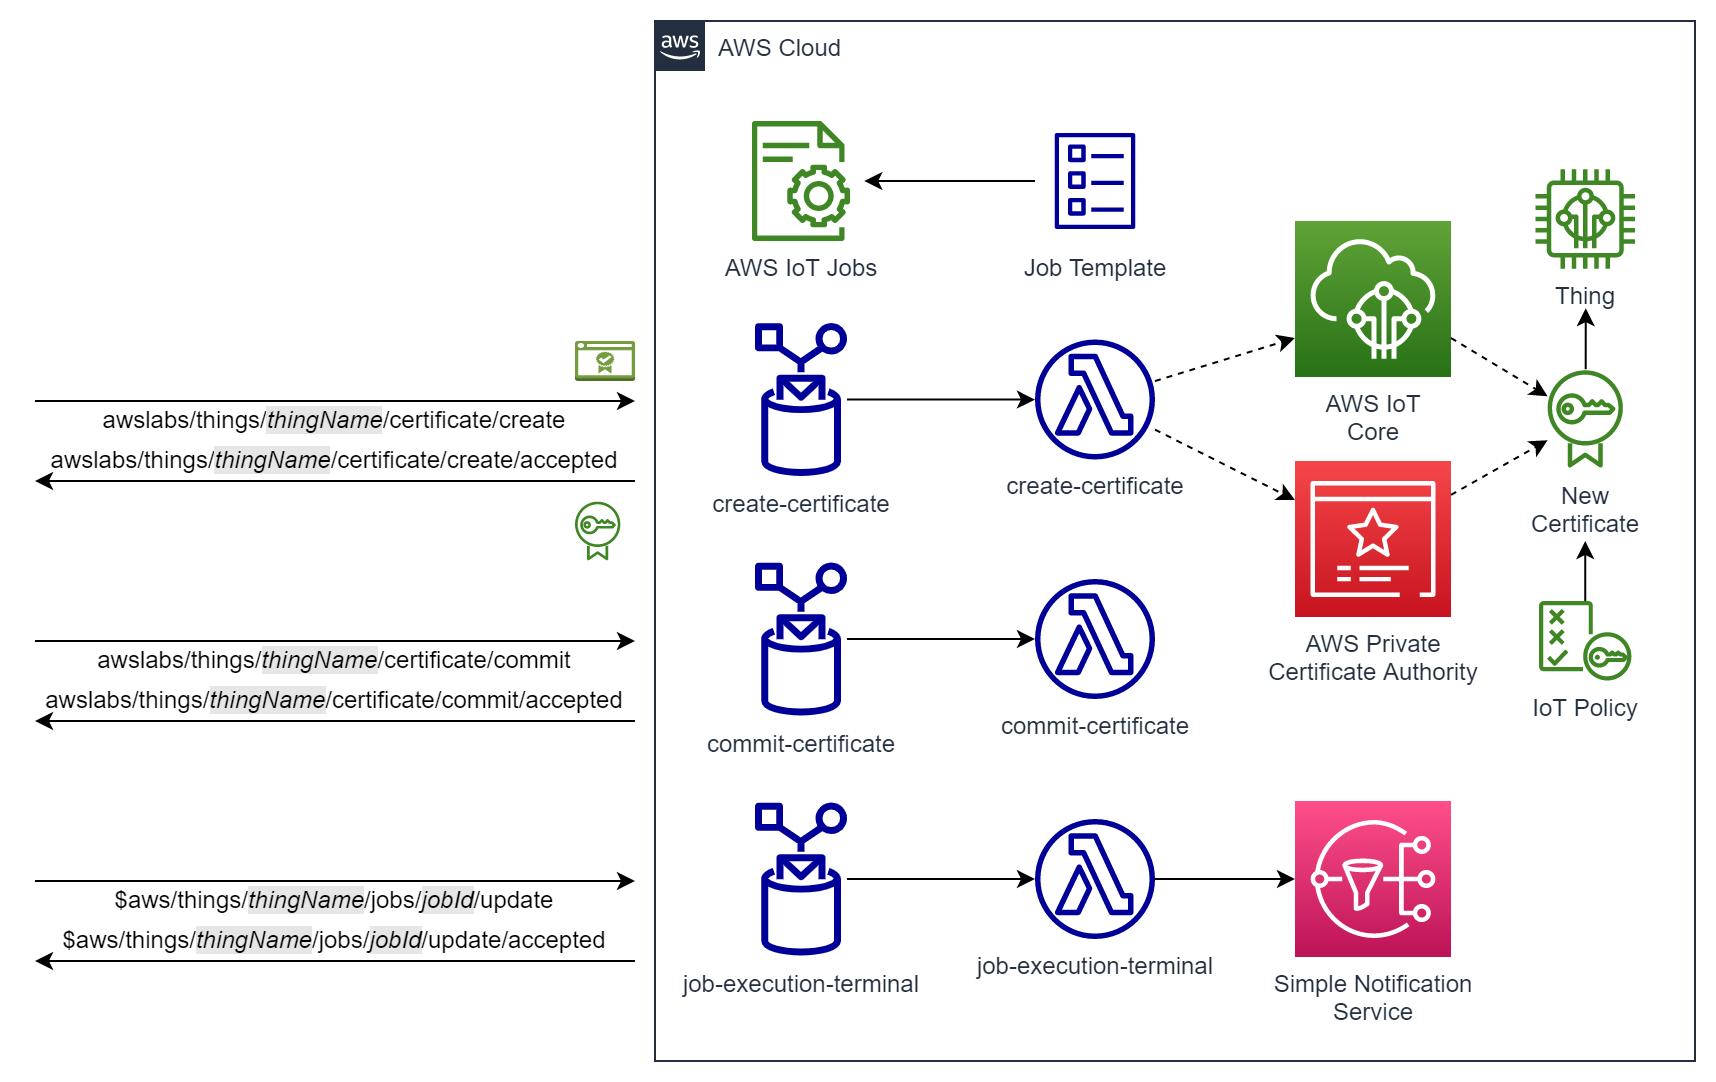 aws
AWS Cloud
AWS IoT Jobs
Job Template
Thing
awslabs/things/thingName/certificate/create
awslabs/things/thingName/certificate/create/accepted
create-certificate
create-certificate
AWS IoT
Core
New
Certificate
awslabs/things/thingName/certificate/commit
awslabs/things/thingName/certificate/commit/accepted
commit-certificate
commit-certificate
AWS Private
Certificate Authority
IoT Policy
$aws/things/thingName/jobs/jobId/update
$aws/things/thingName/jobs/jobId/update/accepted
job-execution-terminal
job-execution-terminal
Simple Notification
Service